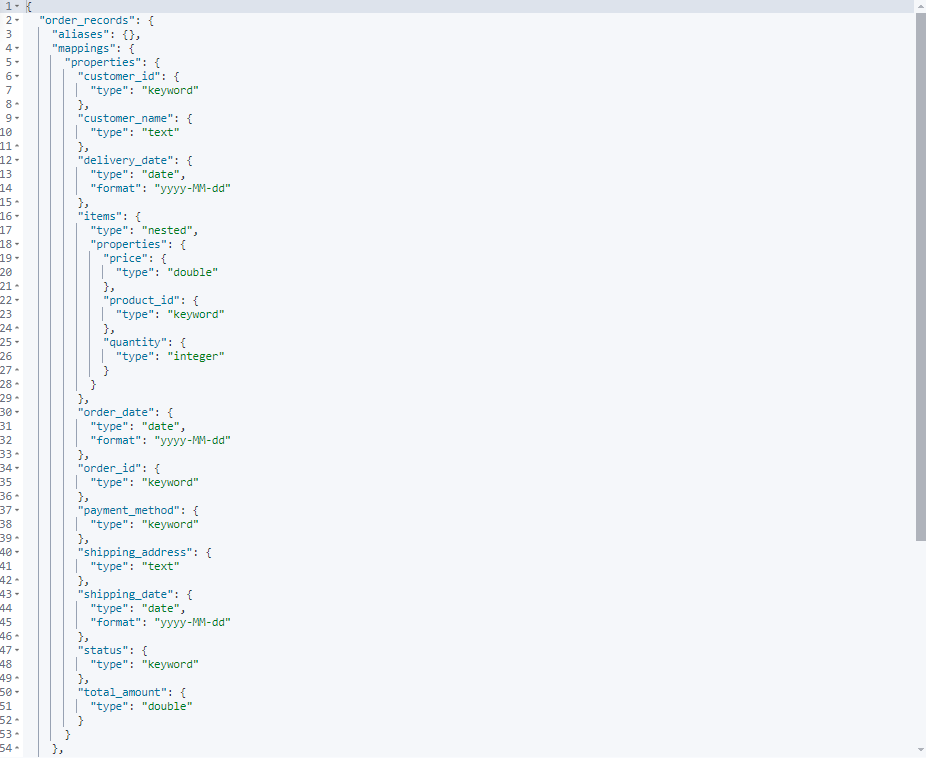 1 {
2 "order_records": {
3 "aliases": {},
4 "mappings": {
5 "properties": {
6 "customer_id": {
7 "type": "keyword"
8 },
9 "customer_name": {
10 "type": "text"
11 },
12 "delivery_date": {
13 "type": "date",
14 "format": "yyyy-MM-dd"
15 },
16 "items": {
17 "type": "nested",
18 "properties": {
19 "price": {
20 "type": "double"
21 },
22 "product_id": {
23 "type": "keyword"
24 },
25 "quantity": {
26 "type": "integer"
27 }
28 }
29 },
30 "order_date": {
31 "type": "date",
32 "format": "yyyy-MM-dd"
33 },
34 "order_id": {
35 "type": "keyword"
36 },
37 "payment_method": {
38 "type": "keyword"
39 },
40 "shipping_address": {
41 "type": "text"
42 },
43 "shipping_date": {
44 "type": "date",
45 "format": "yyyy-MM-dd"
46 },
47 "status": {
48 "type": "keyword"
49 },
50 "total_amount": {
51 "type": "double"
52 }
53 }
54 },